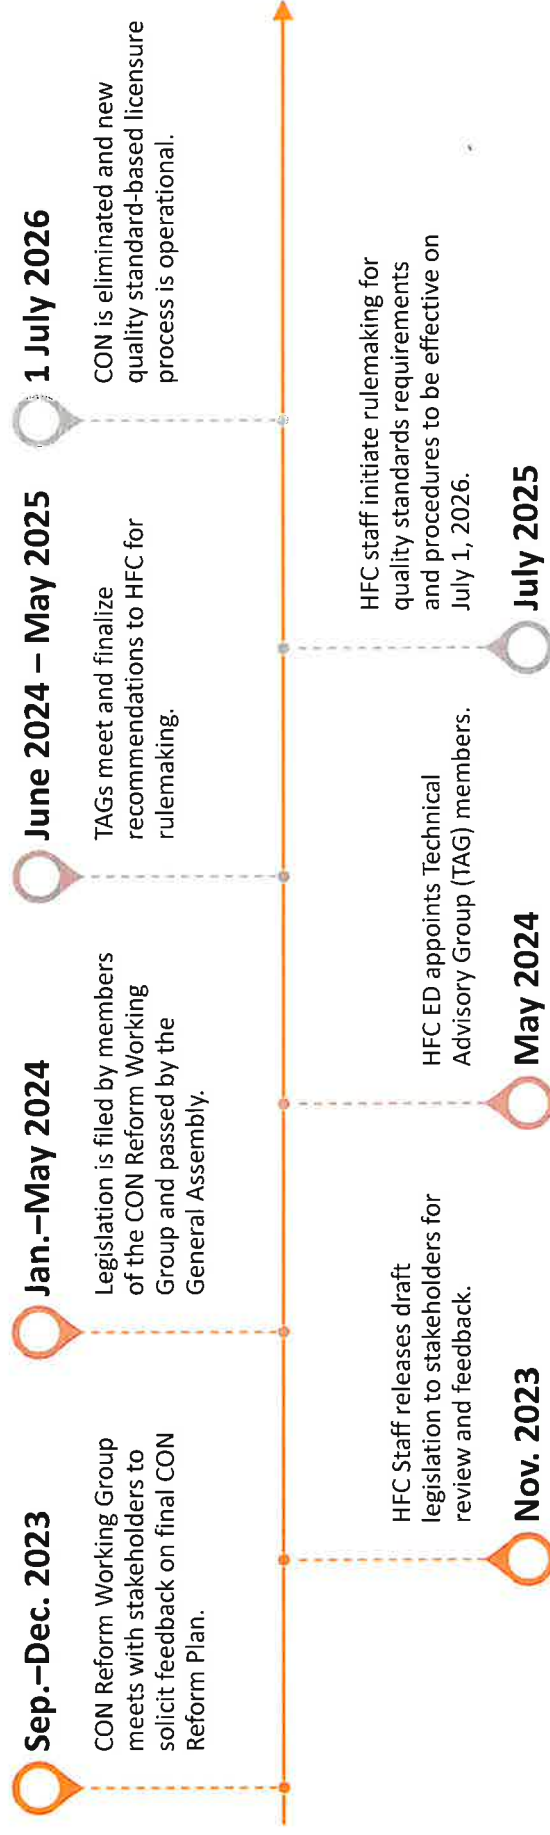 Sep.–Dec. 2023
CON Reform Working Group
meets with stakeholders to
solicit feedback on final CON
Reform Plan.
Nov. 2023
HFC Staff releases draft
legislation to stakeholders for
review and feedback.
Jan.–May 2024
Legislation is filed by members
of the CON Reform Working
Group and passed by the
General Assembly.
May 2024
HFC ED appoints Technical
Advisory Group (TAG) members.
June 2024 – May 2025
TAGs meet and finalize
recommendations to HFC for
rulemaking.
July 2025
HFC staff initiate rulemaking for
quality standards requirements
and procedures to be effective on
July 1, 2026.
1 July 2026
CON is eliminated and new
quality standard-based licensure
process is operational.